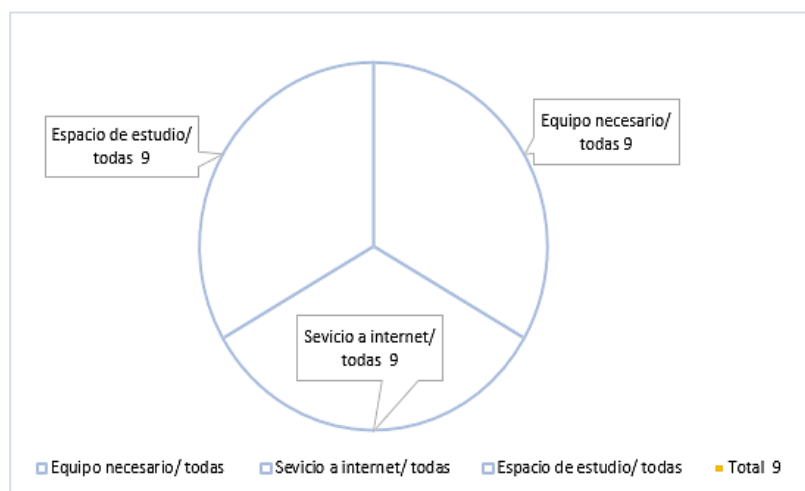 Espacio de estudio/
todas 9
Equipo necesario/
todas 9
Sevicio a internet/
todas 9
Equipo necesario/ todas
Sevicio a internet/ todas
Espacio de estudio/ todas
Total 9